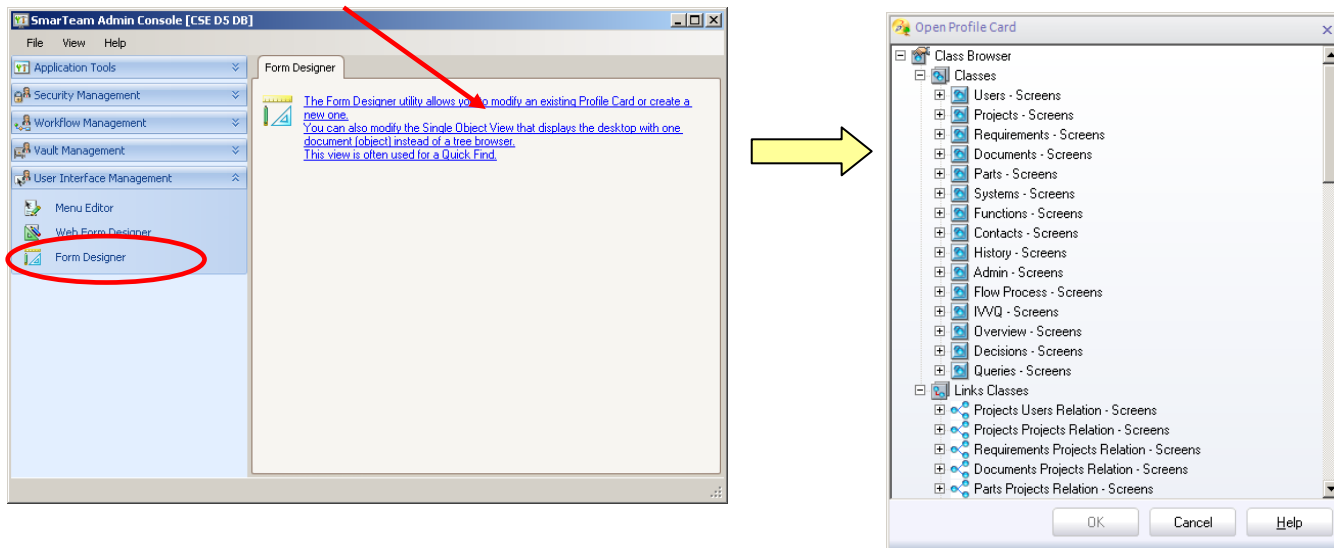 SmarTeam Admin Console [CSE D5 DB]
File View Help
Application Tools
Security Management
Workflow Management
Vault Management
User Interface Management
Menu Editor
Web Form Designer
Form Designer
Form Designer
The Form Designer utility allows you to modify an existing Profile Card or create a
new one.
You can also modify the Single Object View that displays the desktop with one
document (object) instead of a tree browser.
This view is often used for a Quick Find.
Open Profile Card
Class Browser
Classes
Users - Screens
Projects - Screens
Requirements - Screens
Documents - Screens
Parts - Screens
Systems - Screens
Functions - Screens
Contacts - Screens
History - Screens
Admin - Screens
Flow Process - Screens
IVVQ - Screens
Overview - Screens
Decisions - Screens
Queries - Screens
Links Classes
Projects Users Relation - Screens
Projects Projects Relation - Screens
Requirements Projects Relation - Screens
Documents Projects Relation - Screens
Parts Projects Relation - Screens
OK Cancel Help